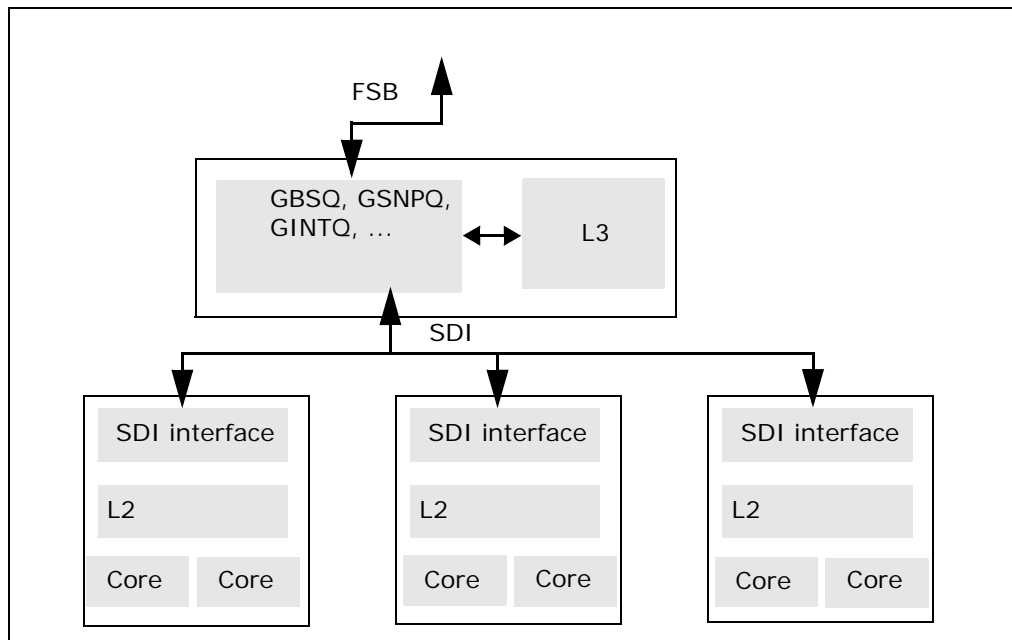 FSB
GBSQ, GSNPQ,
GINTQ, ...
L3
SDI
SDI interface
SDI interface
SDI interface
L2
L2
L2
Core
Core
Core
Core
Core
Core